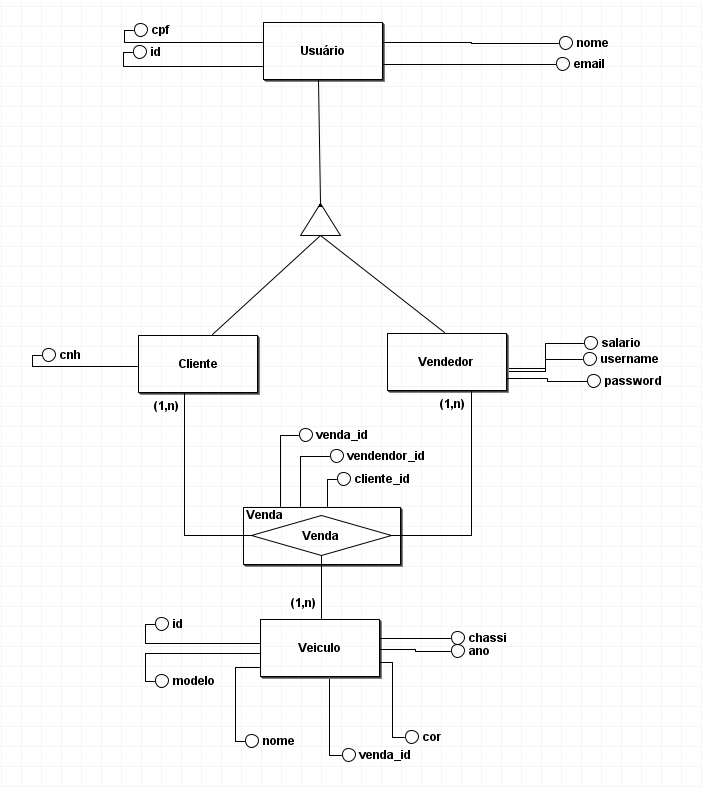 cpf
id
Usuário
nome
email
cnh
Cliente
Vendedor
salario
username
password
(1,n)
(1,n)
venda_id
vendendor_id
cliente_id
Venda
Venda
(1,n)
id
modelo
nome
Veiculo
chassi
ano
cor
venda_id